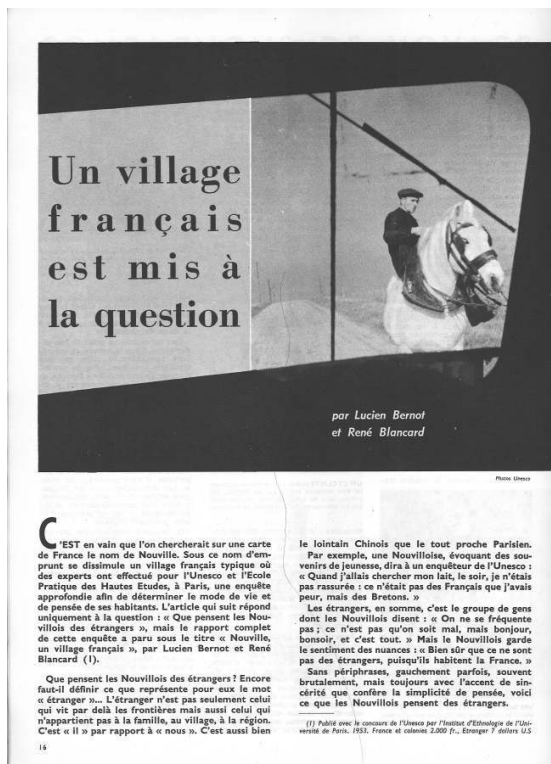 Un village
français
est mis à
la question
par Lucien Bernot
et René Blancard
Photos Unesco
C'EST en vain que l'on chercherait sur une carte
de France le nom de Nouville. Sous ce nom d'em-
prunt se dissimule un village français typique où
des experts ont effectué pour l'Unesco et l'Ecole
Pratique des Hautes Etudes, à Paris, une enquête
approfondie afin de déterminer le mode de vie et
de pensée de ses habitants. L'article qui suit répond
uniquement à la question : « Que pensent les Nou-
villois des étrangers », mais le rapport complet
de cette enquête a paru sous le titre « Nouville,
un village français », par Lucien Bernot et René
Blancard (1).
Que pensent les Nouvillois des étrangers ? Encore
faut-il définir ce que représente pour eux le mot
« étranger »... L'étranger n'est pas seulement celui
qui vit par delà les frontières mais aussi celui qui
n'appartient pas à la famille, au village, à la région.
C'est « il » par rapport à « nous ». C'est aussi bien
le lointain Chinois que le tout proche Parisien.
Par exemple, une Nouvilloise, évoquant des sou-
venirs de jeunesse, dira à un enquêteur de l'Unesco :
« Quand j'allais chercher mon lait, le soir, je n'étais
pas rassurée : ce n'était pas des Français que j'avais
peur, mais des Bretons. »
Les étrangers, en somme, c'est le groupe de gens
dont les Nouvillois disent : « On ne se fréquente
pas ; ce n'est pas qu'on soit mal, mais bonjour,
bonsoir, et c'est tout. » Mais le Nouvillois garde
le sentiment des nuances : « Bien sûr que ce ne sont
pas des étrangers, puisqu'ils habitent la France. »
Sans périphrases, gauchement parfois, souvent
brutalement, mais toujours avec l'accent de sin-
cérité que confère la simplicité de pensée, voici
ce que les Nouvillois pensent des étrangers.
(1) Publié avec le concours de l'Unesco par l'Institut d'Ethnologie de l'Uni-
versité de Paris. 1953. France et colonies 2.000 fr., Etranger 7 dollars U.S
16